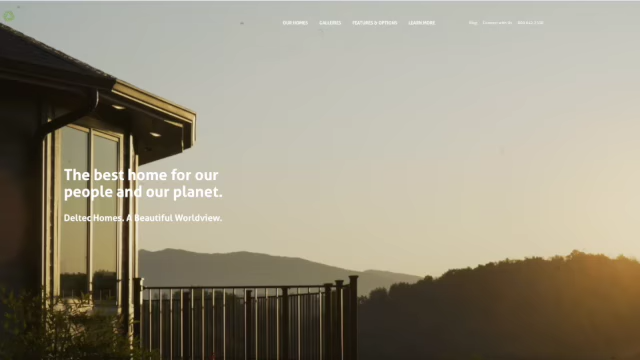 OUR HOMES GALLERIES FEATURES & OPTIONS LEARN MORE
Blog
The best home for our
people and our planet.
Deltec Homes. A Beautiful Worldview.